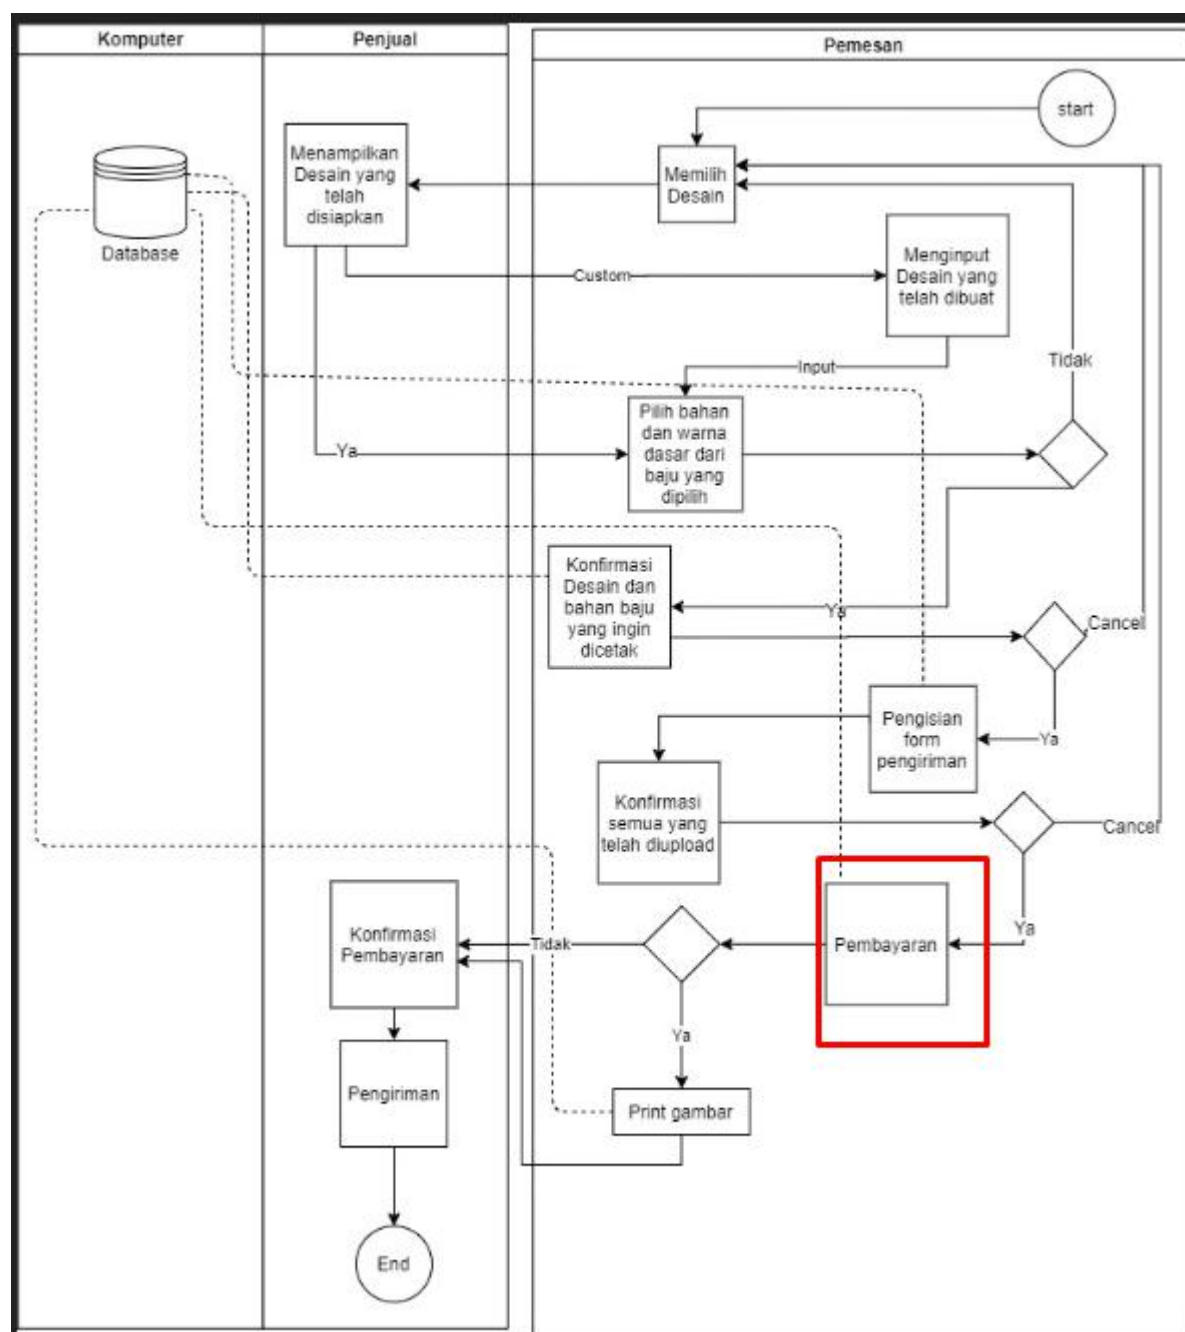 Komputer
Penjual
Pemesan
start
Menampilkan
Desain yang
telah
disiapkan
Memilih
Desain
Database
Custom
Menginput
Desain yang
telah dibuat
Input
Tidak
Ya
Pilih bahan
dan warna
dasar dari
baju yang
dipilih
Konfirmasi
Desain dan
bahan baju
yang ingin
dicetak
Ya
Cancel
Ya
Pengisian
form
pengiriman
Konfirmasi
semua yang
telah diupload
Cancel
Ya
Pembayaran
Tidak
Konfirmasi
Pembayaran
Ya
Pengiriman
Print gambar
End